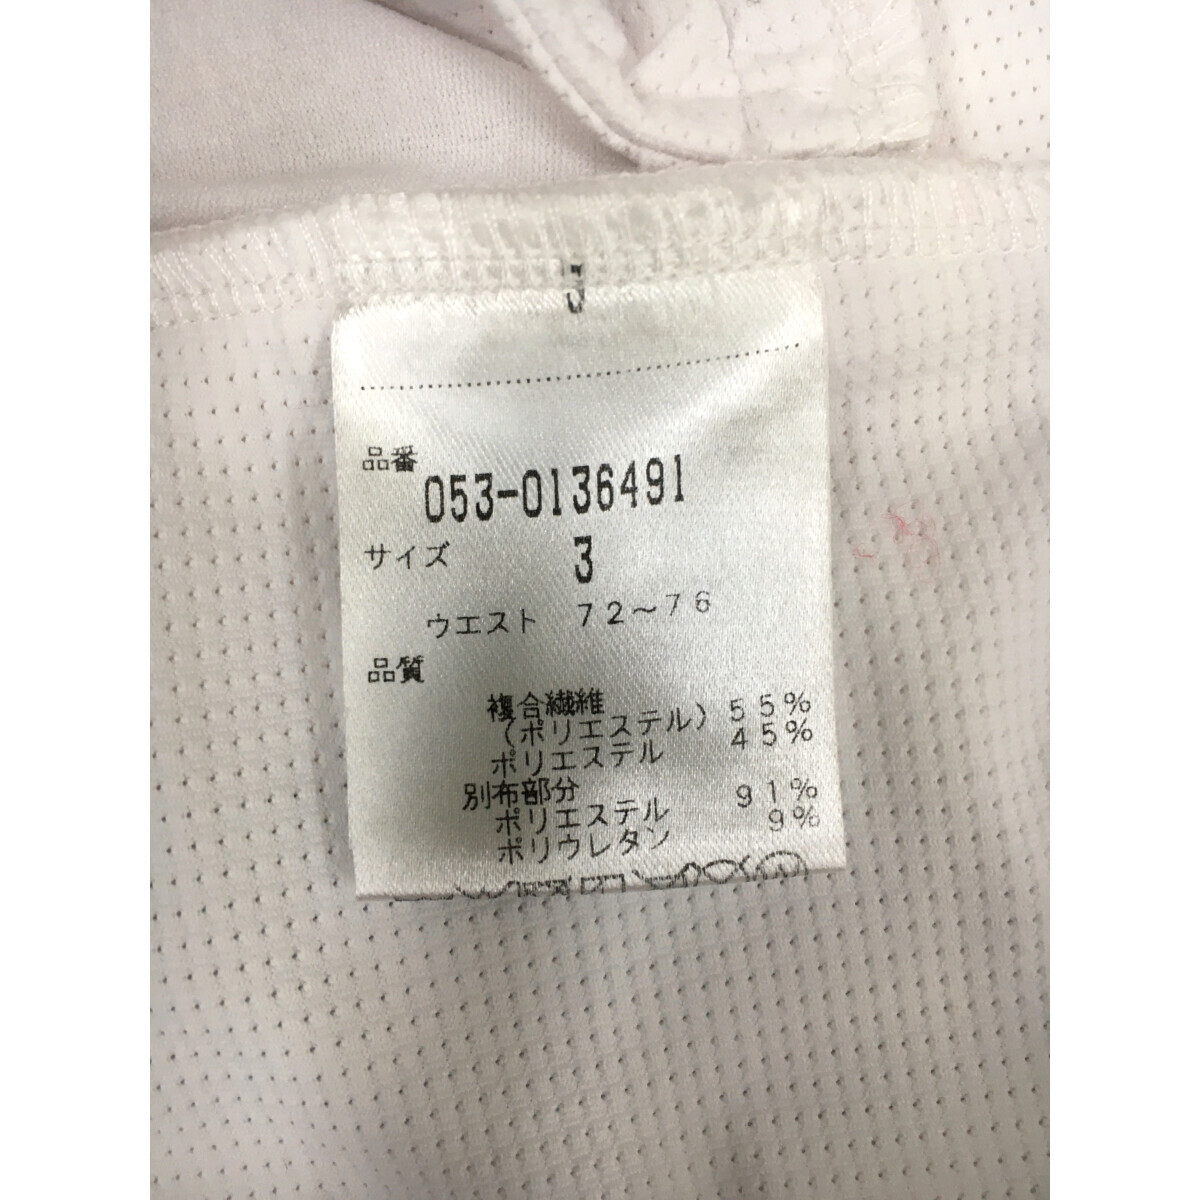 品番
053-0136491
サイズ 3
ウエスト 72～76
品質
複合繊維
(ポリエステル) 55%
ポリエステル 45%
別布部分
ポリエステル 91%
ポリウレタン 9%